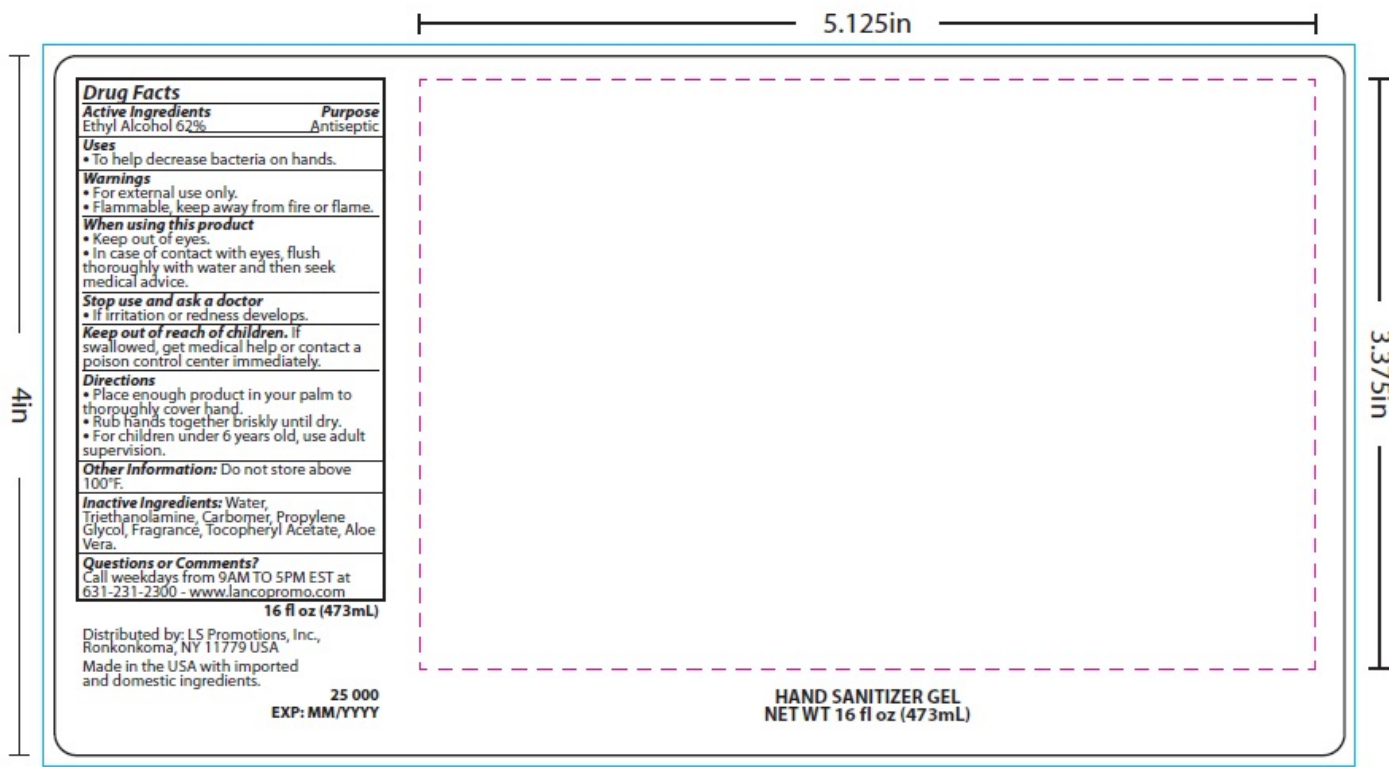 5.125in
4in
3.375in
Drug Facts
Active Ingredients Purpose
Ethyl Alcohol 62% Antiseptic
Uses
• To help decrease bacteria on hands.
Warnings
• For external use only.
• Flammable, keep away from fire or flame.
When using this product
• Keep out of eyes.
• In case of contact with eyes, flush
thoroughly with water and then seek
medical advice.
Stop use and ask a doctor
• If irritation or redness develops.
Keep out of reach of children. If
swallowed, get medical help or contact a
poison control center immediately.
Directions
• Place enough product in your palm to
thoroughly cover hand.
• Rub hands together briskly until dry.
• For children under 6 years old, use adult
supervision.
Other Information: Do not store above
100°F.
Inactive Ingredients: Water,
Triethanolamine, Carbomer, Propylene
Glycol, Fragrance, Tocopheryl Acetate, Aloe
Vera.
Questions or Comments?
Call weekdays from 9AM TO 5PM EST at
631-231-2300 - www.lancopromo.com
16 fl oz (473mL)
Distributed by: LS Promotions, Inc.,
Ronkonkoma, NY 11779 USA
Made in the USA with imported
and domestic ingredients.
25 000
EXP: MM/YYYY
HAND SANITIZER GEL
NET WT 16 fl oz (473mL)